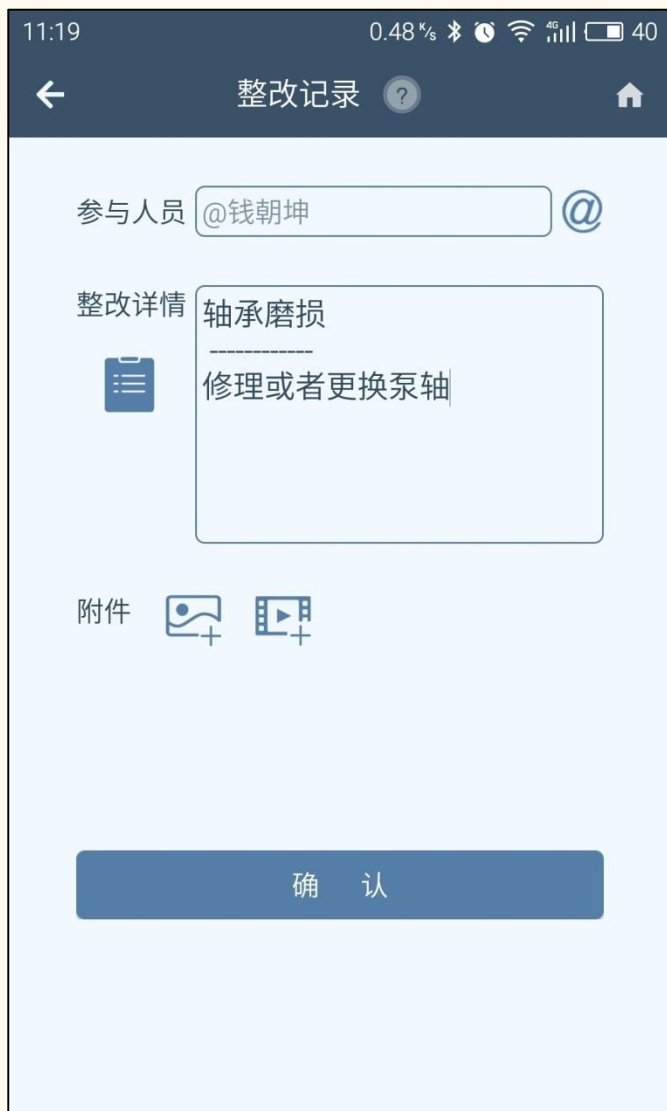 11:19 0.48 K/s 4G 40
整改记录 ?
参与人员 @钱朝坤 @
整改详情 轴承磨损
------------
修理或者更换泵轴
附件
确 认